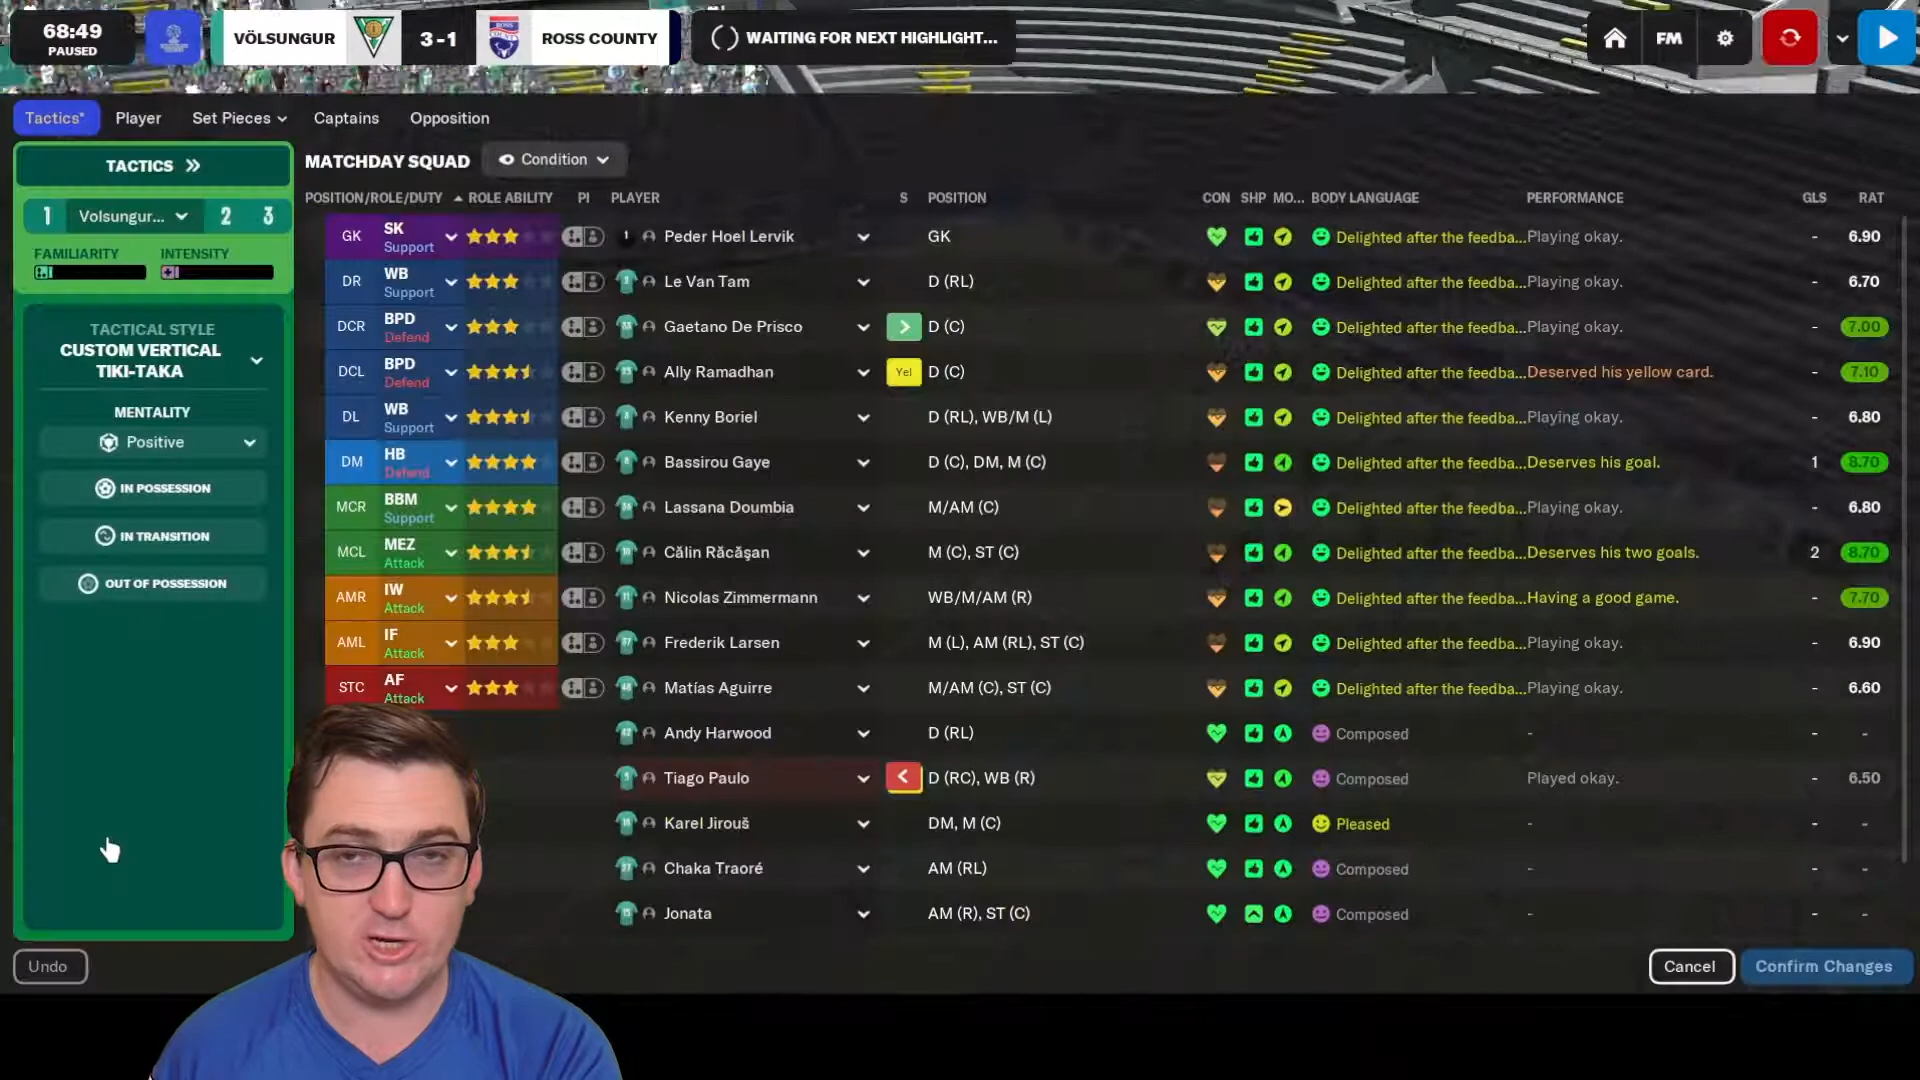 68:49
PAUSED
VÖLSUNGUR
3 - 1
ROSS COUNTY
WAITING FOR NEXT HIGHLIGHT...
FM
Tactics*
Player
Set Pieces
Captains
Opposition
TACTICS
MATCHDAY SQUAD
Condition
POSITION/ROLE/DUTY ROLE ABILITY PI PLAYER S POSITION CON SHP MO... BODY LANGUAGE PERFORMANCE GLS RAT
1 Volsungur... 2 3
FAMILIARITY INTENSITY
TACTICAL STYLE
CUSTOM VERTICAL
TIKI-TAKA
MENTALITY
Positive
IN POSSESSION
IN TRANSITION
OUT OF POSSESSION
GK SK Support 1 Peder Hoel Lervik GK Delighted after the feedba... Playing okay. - 6.90
DR WB Support Le Van Tam D (RL) Delighted after the feedba... Playing okay. - 6.70
DCR BPD Defend Gaetano De Prisco D (C) Delighted after the feedba... Playing okay. - 7.00
DCL BPD Defend Ally Ramadhan Yel D (C) Delighted after the feedba... Deserved his yellow card. - 7.10
DL WB Support Kenny Boriel D (RL), WB/M (L) Delighted after the feedba... Playing okay. - 6.80
DM HB Defend Bassirou Gaye D (C), DM, M (C) Delighted after the feedba... Deserves his goal. 1 8.70
MCR BBM Support Lassana Doumbia M/AM (C) Delighted after the feedba... Playing okay. - 6.80
MCL MEZ Attack Călin Răcăşan M (C), ST (C) Delighted after the feedba... Deserves his two goals. 2 8.70
AMR IW Attack Nicolas Zimmermann WB/M/AM (R) Delighted after the feedba... Having a good game. - 7.70
AML IF Attack Frederik Larsen M (L), AM (RL), ST (C) Delighted after the feedba... Playing okay. - 6.90
STC AF Attack Matías Aguirre M/AM (C), ST (C) Delighted after the feedba... Playing okay. - 6.60
Andy Harwood D (RL) Composed - - -
Tiago Paulo D (RC), WB (R) Composed Played okay. - 6.50
Karel Jirouš DM, M (C) Pleased - - -
Chaka Traoré AM (RL) Composed - - -
Jonata AM (R), ST (C) Composed - - -
Undo
Cancel
Confirm Changes